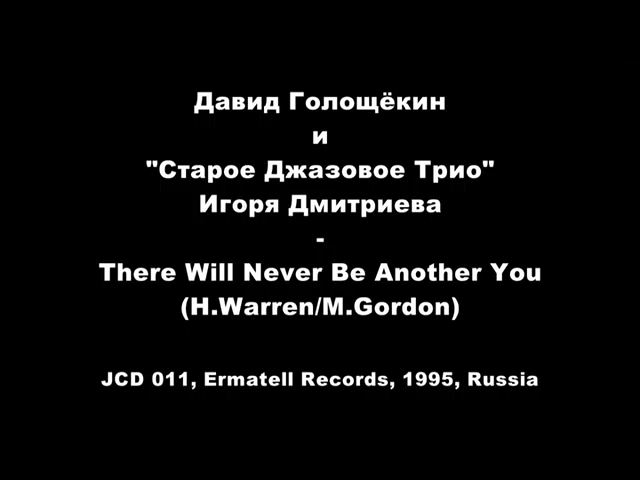 Давид Голощёкин
и
"Старое Джазовое Трио"
Игоря Дмитриева
-
There Will Never Be Another You
(H.Warren/M.Gordon)
JCD 011, Ermatell Records, 1995, Russia